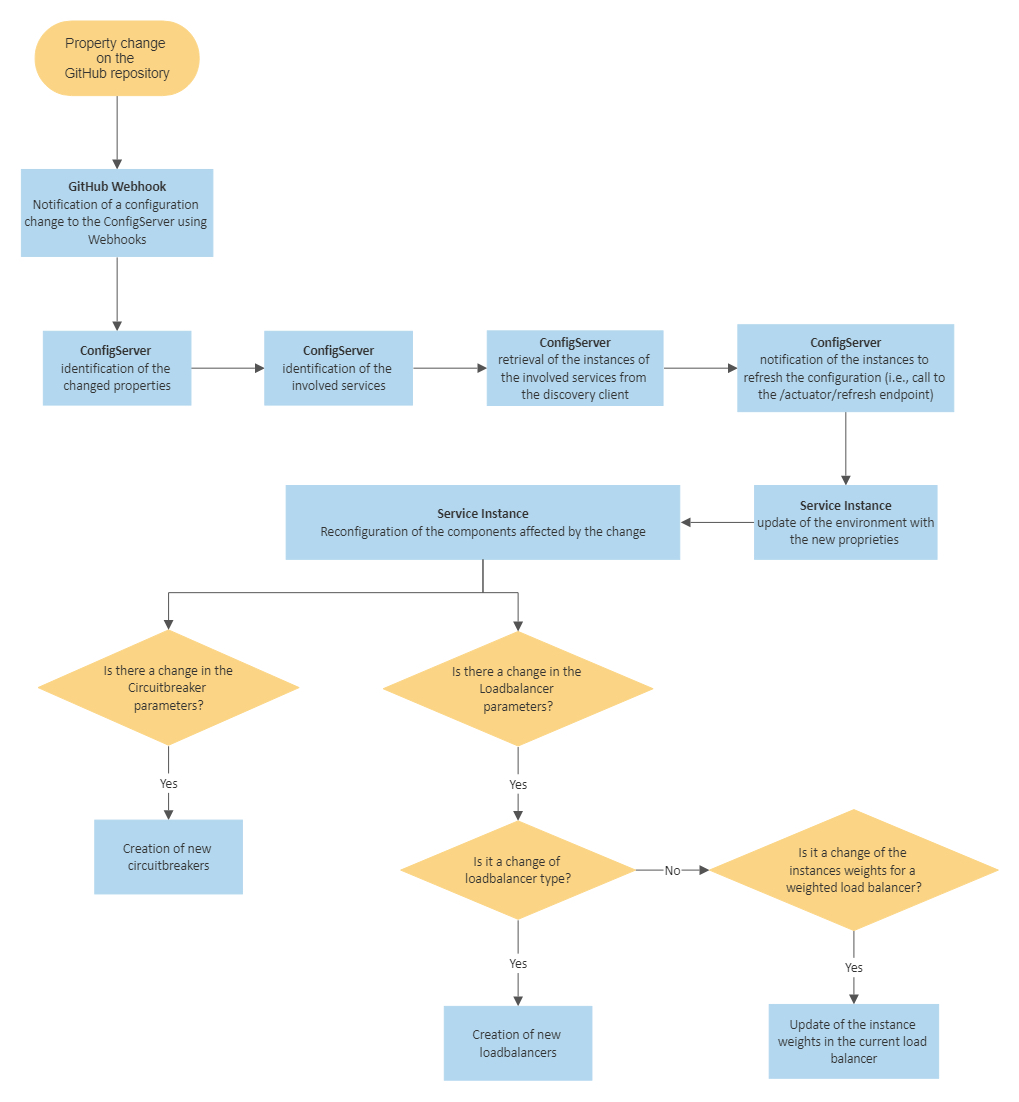 Property change
on the
GitHub repository
GitHub Webhook
Notification of a configuration
change to the ConfigServer using
Webhooks
ConfigServer
identification of the
changed properties
ConfigServer
identification of the
involved services
ConfigServer
retrieval of the instances of
the involved services from
the discovery client
ConfigServer
notification of the instances to
refresh the configuration (i.e., call to
the /actuator/refresh endpoint)
Service Instance
Reconfiguration of the components affected by the change
Service Instance
update of the environment with
the new proprieties
Is there a change in the
Circuitbreaker
parameters?
Is there a change in the
Loadbalancer
parameters?
Yes
Yes
Creation of new
circuitbreakers
Is it a change of
loadbalancer type?
No
Is it a change of the
instances weights for a
weighted load balancer?
Yes
Yes
Creation of new
loadbalancers
Update of the instance
weights in the current load
balancer